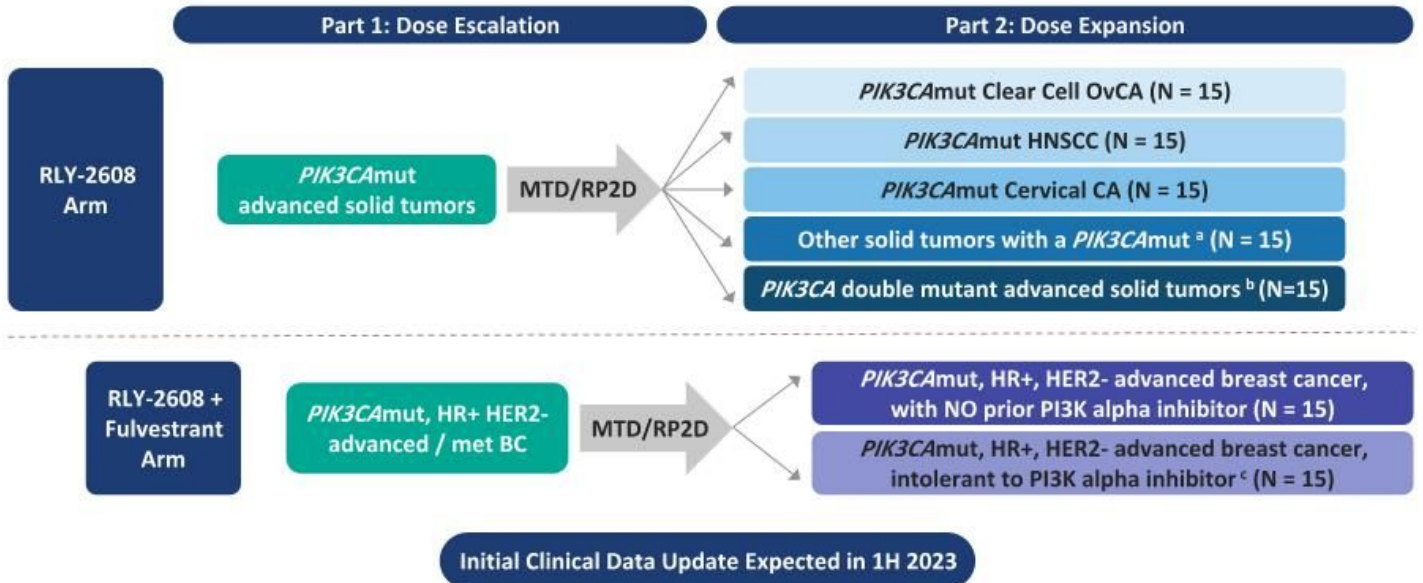 Part 1: Dose Escalation
Part 2: Dose Expansion
RLY-2608
Arm
PIK3CAmut
advanced solid tumors
MTD/RP2D
PIK3CAmut Clear Cell OvCA (N = 15)
PIK3CAmut HNSCC (N = 15)
PIK3CAmut Cervical CA (N = 15)
Other solid tumors with a PIK3CAmut a (N = 15)
PIK3CA double mutant advanced solid tumors b (N=15)
RLY-2608 +
Fulvestrant
Arm
PIK3CAmut, HR+ HER2-
advanced / met BC
MTD/RP2D
PIK3CAmut, HR+, HER2- advanced breast cancer,
with NO prior PI3K alpha inhibitor (N = 15)
PIK3CAmut, HR+, HER2- advanced breast cancer,
intolerant to PI3K alpha inhibitor c (N = 15)
Initial Clinical Data Update Expected in 1H 2023